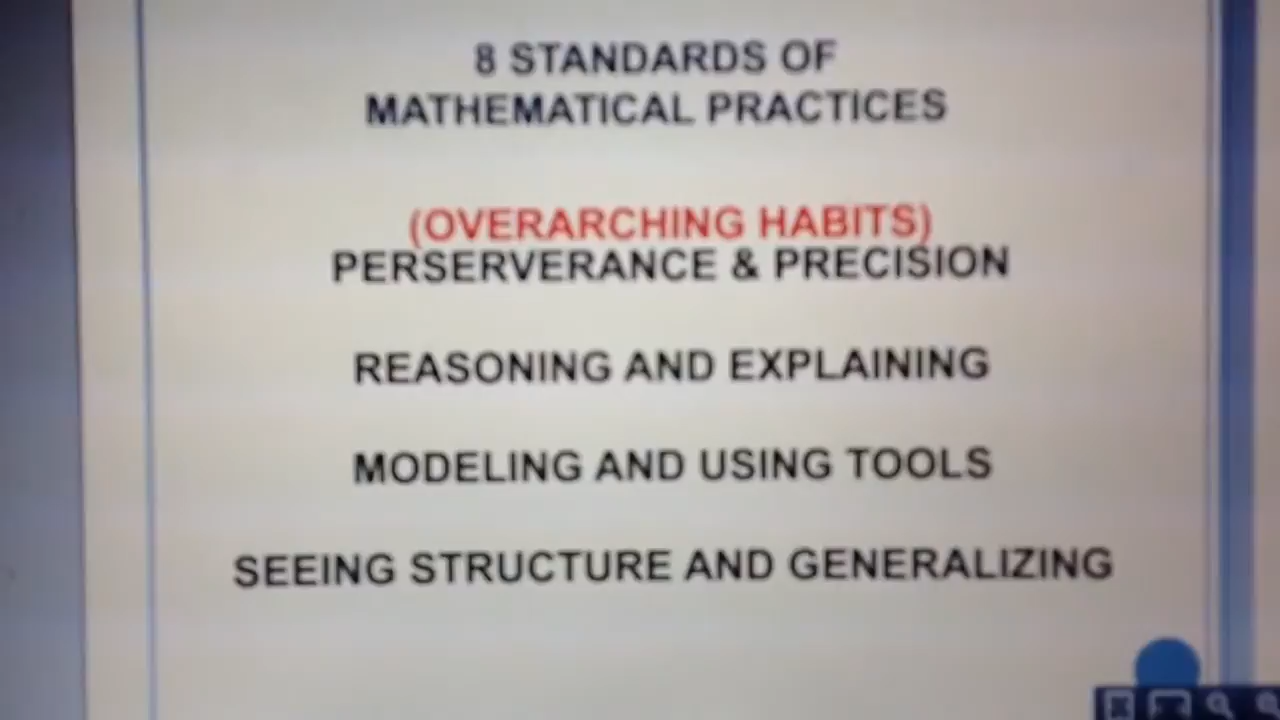 8 STANDARDS OF
MATHEMATICAL PRACTICES
(OVERARCHING HABITS)
PERSERVERANCE & PRECISION
REASONING AND EXPLAINING
MODELING AND USING TOOLS
SEEING STRUCTURE AND GENERALIZING